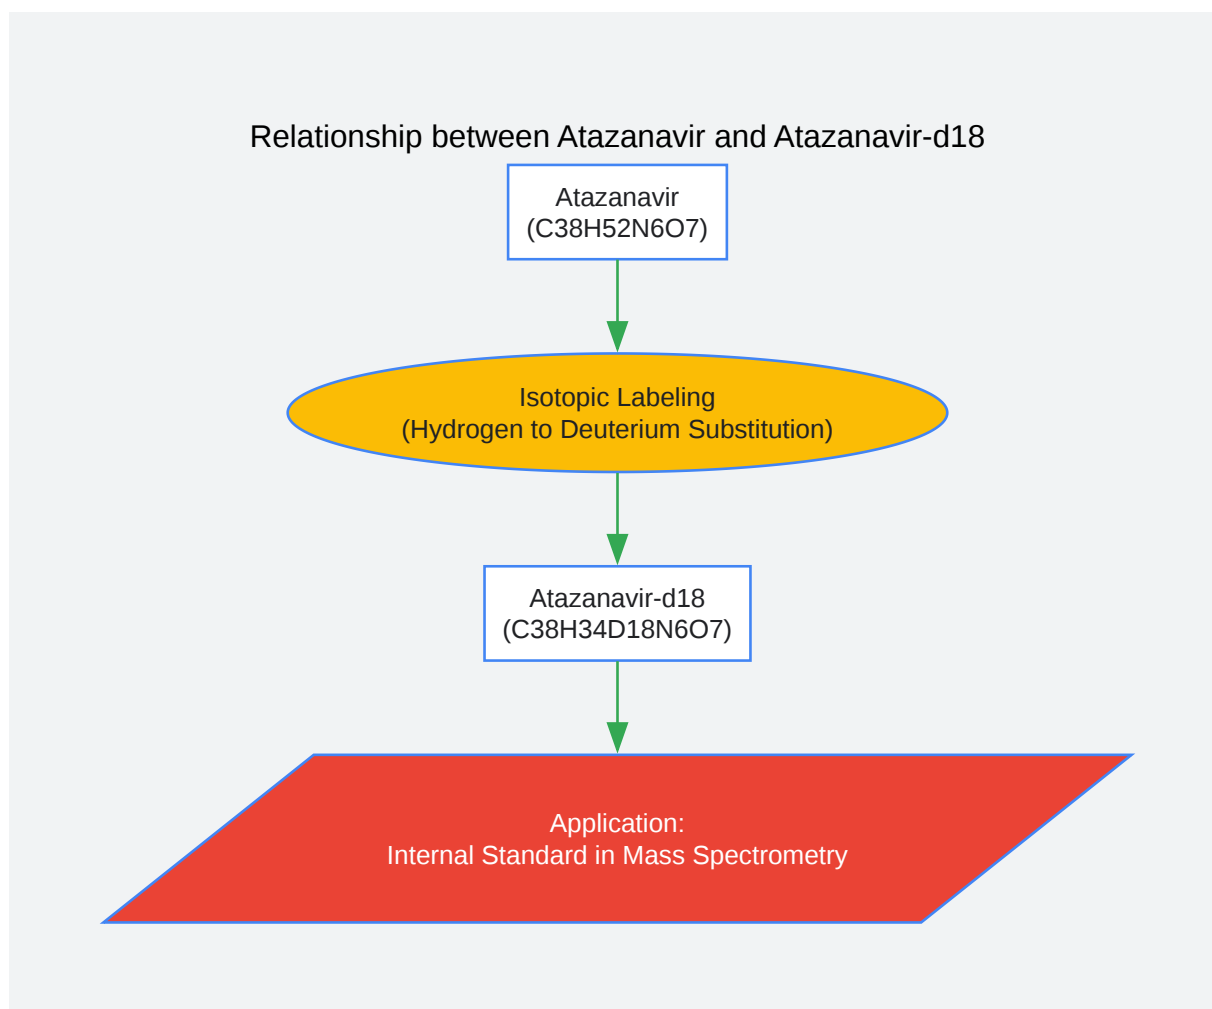 Relationship between Atazanavir and Atazanavir-d18
Atazanavir
(C38H52N6O7)
Isotopic Labeling
(Hydrogen to Deuterium Substitution)
Atazanavir-d18
(C38H34D18N6O7)
Application:
Internal Standard in Mass Spectrometry